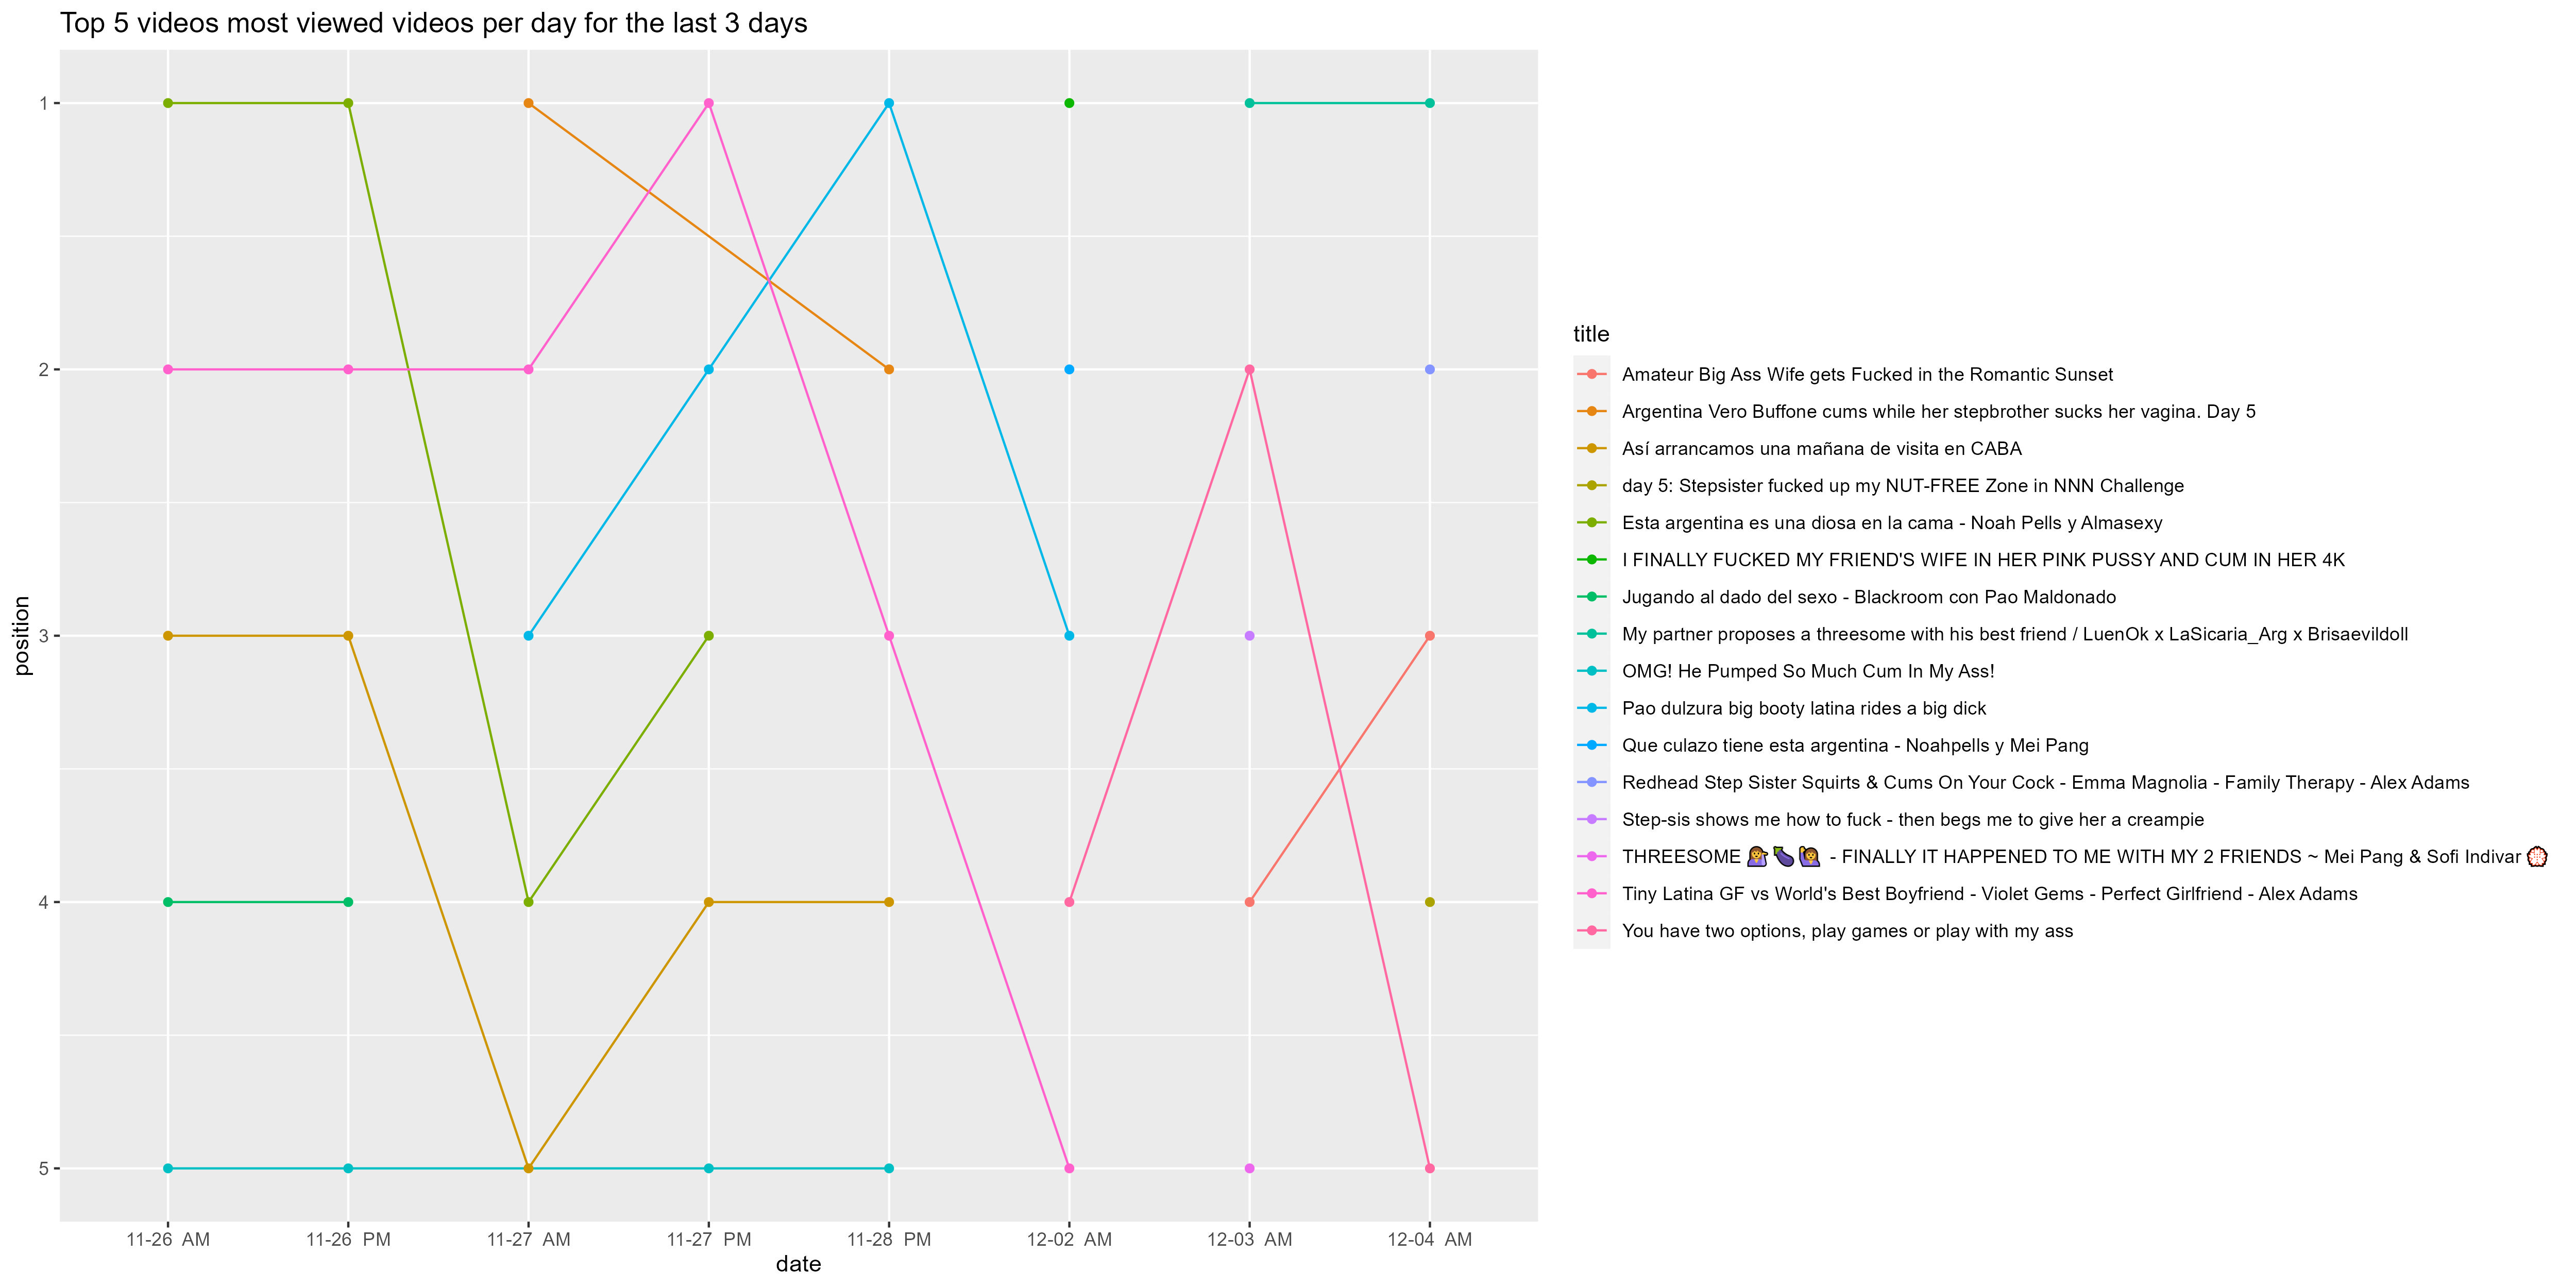 Top 5 videos most viewed videos per day for the last 3 days
position
1
2
3
4
5
11-26 AM
11-26 PM
11-27 AM
11-27 PM
11-28 PM
12-02 AM
12-03 AM
12-04 AM
date
title
Amateur Big Ass Wife gets Fucked in the Romantic Sunset
Argentina Vero Buffone cums while her stepbrother sucks her vagina. Day 5
Así arrancamos una mañana de visita en CABA
day 5: Stepsister fucked up my NUT-FREE Zone in NNN Challenge
Esta argentina es una diosa en la cama - Noah Pells y Almasexy
I FINALLY FUCKED MY FRIEND'S WIFE IN HER PINK PUSSY AND CUM IN HER 4K
Jugando al dado del sexo - Blackroom con Pao Maldonado
My partner proposes a threesome with his best friend / LuenOk x LaSicaria_Arg x Brisaevildoll
OMG! He Pumped So Much Cum In My Ass!
Pao dulzura big booty latina rides a big dick
Que culazo tiene esta argentina - Noahpells y Mei Pang
Redhead Step Sister Squirts & Cums On Your Cock - Emma Magnolia - Family Therapy - Alex Adams
Step-sis shows me how to fuck - then begs me to give her a creampie
THREESOME 💁‍♀️🍆🙋‍♀️ - FINALLY IT HAPPENED TO ME WITH MY 2 FRIENDS ~ Mei Pang & Sofi Indivar 💮
Tiny Latina GF vs World's Best Boyfriend - Violet Gems - Perfect Girlfriend - Alex Adams
You have two options, play games or play with my ass